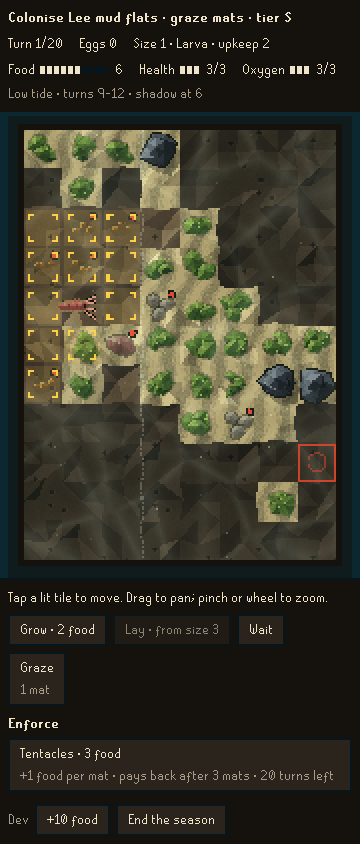 Colonise Lee mud flats · graze mats · tier S
Turn 1/20 Eggs 0 Size 1 · Larva · upkeep 2
Food 6 Health 3/3 Oxygen 3/3
Low tide · turns 9–12 · shadow at 6
Tap a lit tile to move. Drag to pan; pinch or wheel to zoom.
Grow · 2 food Lay · from size 3 Wait
Graze
1 mat
Enforce
Tentacles · 3 food
+1 food per mat · pays back after 3 mats · 20 turns left
Dev +10 food End the season